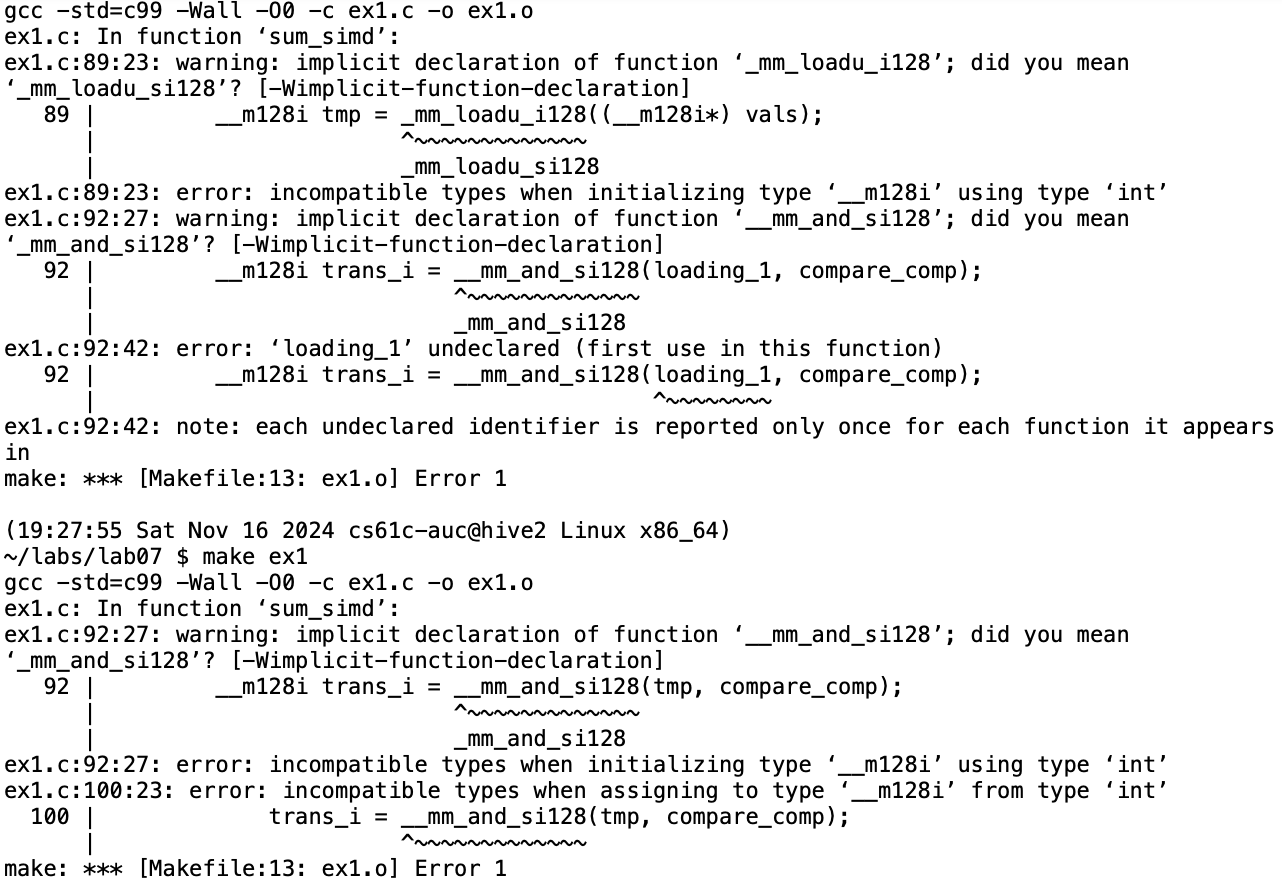 gcc -std=c99 -Wall -O0 -c ex1.c -o ex1.o
ex1.c: In function ‘sum_simd’:
ex1.c:89:23: warning: implicit declaration of function ‘_mm_loadu_i128’; did you mean
‘_mm_loadu_si128’? [-Wimplicit-function-declaration]
   89 |         __m128i tmp = _mm_loadu_i128((__m128i*) vals);
      |                       ^~~~~~~~~~~~~~
      |                       _mm_loadu_si128
ex1.c:89:23: error: incompatible types when initializing type ‘__m128i’ using type ‘int’
ex1.c:92:27: warning: implicit declaration of function ‘__mm_and_si128’; did you mean
‘_mm_and_si128’? [-Wimplicit-function-declaration]
   92 |         __m128i trans_i = __mm_and_si128(loading_1, compare_comp);
      |                           ^~~~~~~~~~~~~~
      |                           _mm_and_si128
ex1.c:92:42: error: ‘loading_1’ undeclared (first use in this function)
   92 |         __m128i trans_i = __mm_and_si128(loading_1, compare_comp);
      |                                          ^~~~~~~~~
ex1.c:92:42: note: each undeclared identifier is reported only once for each function it appears
in
make: *** [Makefile:13: ex1.o] Error 1

(19:27:55 Sat Nov 16 2024 cs61c-auc@hive2 Linux x86_64)
~/labs/lab07 $ make ex1
gcc -std=c99 -Wall -O0 -c ex1.c -o ex1.o
ex1.c: In function ‘sum_simd’:
ex1.c:92:27: warning: implicit declaration of function ‘__mm_and_si128’; did you mean
‘_mm_and_si128’? [-Wimplicit-function-declaration]
   92 |         __m128i trans_i = __mm_and_si128(tmp, compare_comp);
      |                           ^~~~~~~~~~~~~~
      |                           _mm_and_si128
ex1.c:92:27: error: incompatible types when initializing type ‘__m128i’ using type ‘int’
ex1.c:100:23: error: incompatible types when assigning to type ‘__m128i’ from type ‘int’
  100 |             trans_i = __mm_and_si128(tmp, compare_comp);
      |                       ^~~~~~~~~~~~~~
make: *** [Makefile:13: ex1.o] Error 1